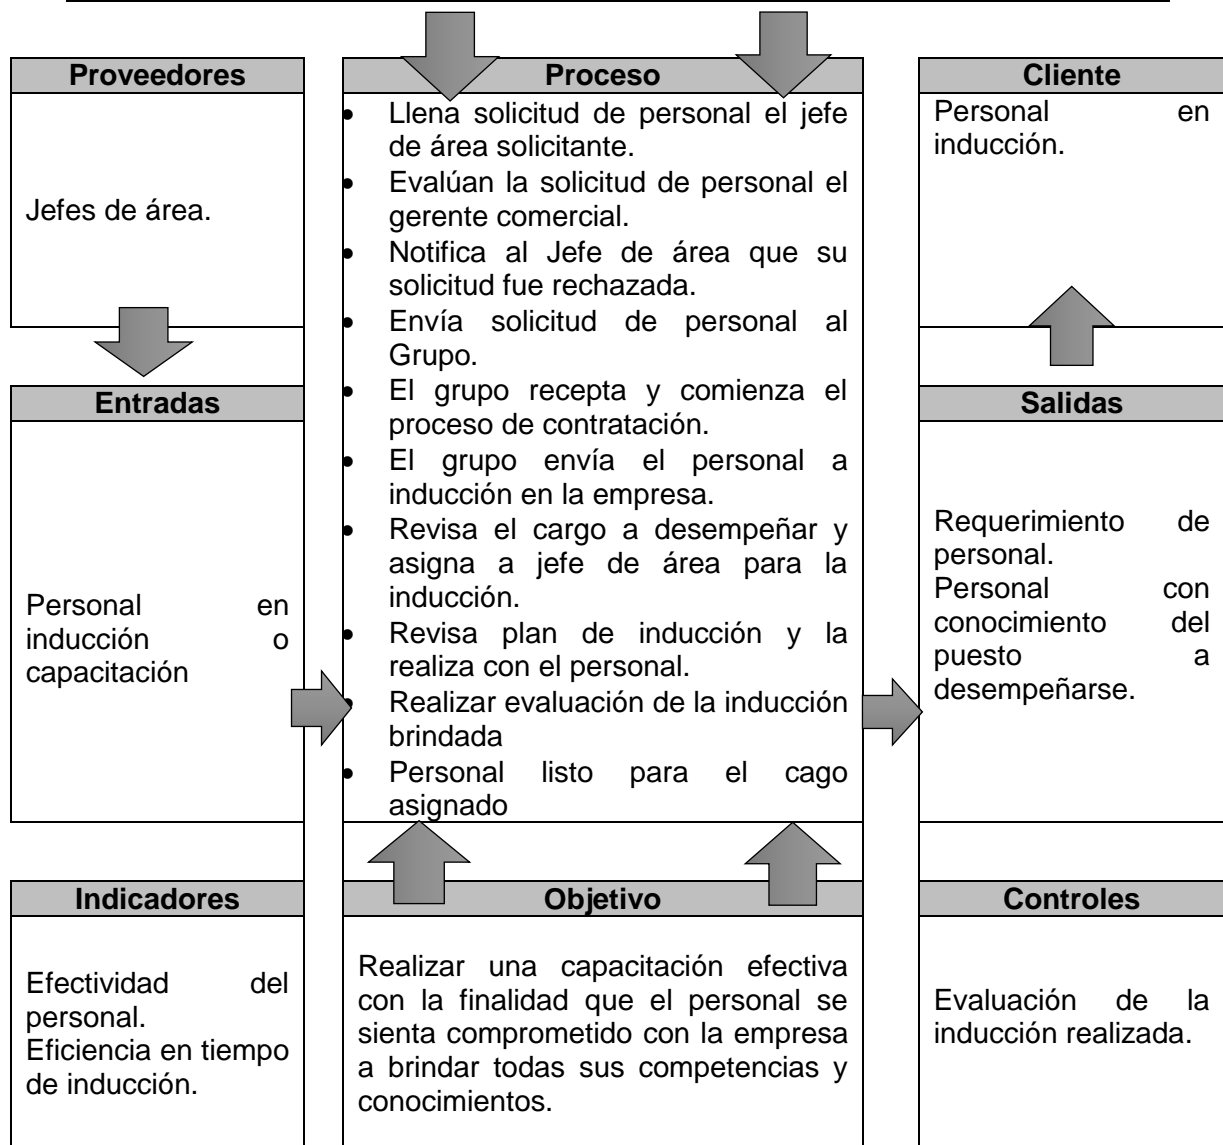 Proveedores
Jefes de área.
Entradas
Personal en
inducción o
capacitación
Indicadores
Efectividad del
personal.
Eficiencia en tiempo
de inducción.
Proceso
• Llena solicitud de personal el jefe
de área solicitante.
• Evalúan la solicitud de personal el
gerente comercial.
• Notifica al Jefe de área que su
solicitud fue rechazada.
• Envía solicitud de personal al
Grupo.
• El grupo recepta y comienza el
proceso de contratación.
• El grupo envía el personal a
inducción en la empresa.
• Revisa el cargo a desempeñar y
asigna a jefe de área para la
inducción.
• Revisa plan de inducción y la
realiza con el personal.
• Realizar evaluación de la inducción
brindada
• Personal listo para el cago
asignado
Objetivo
Realizar una capacitación efectiva
con la finalidad que el personal se
sienta comprometido con la empresa
a brindar todas sus competencias y
conocimientos.
Cliente
Personal en
inducción.
Salidas
Requerimiento de
personal.
Personal con
conocimiento del
puesto a
desempeñarse.
Controles
Evaluación de la
inducción realizada.